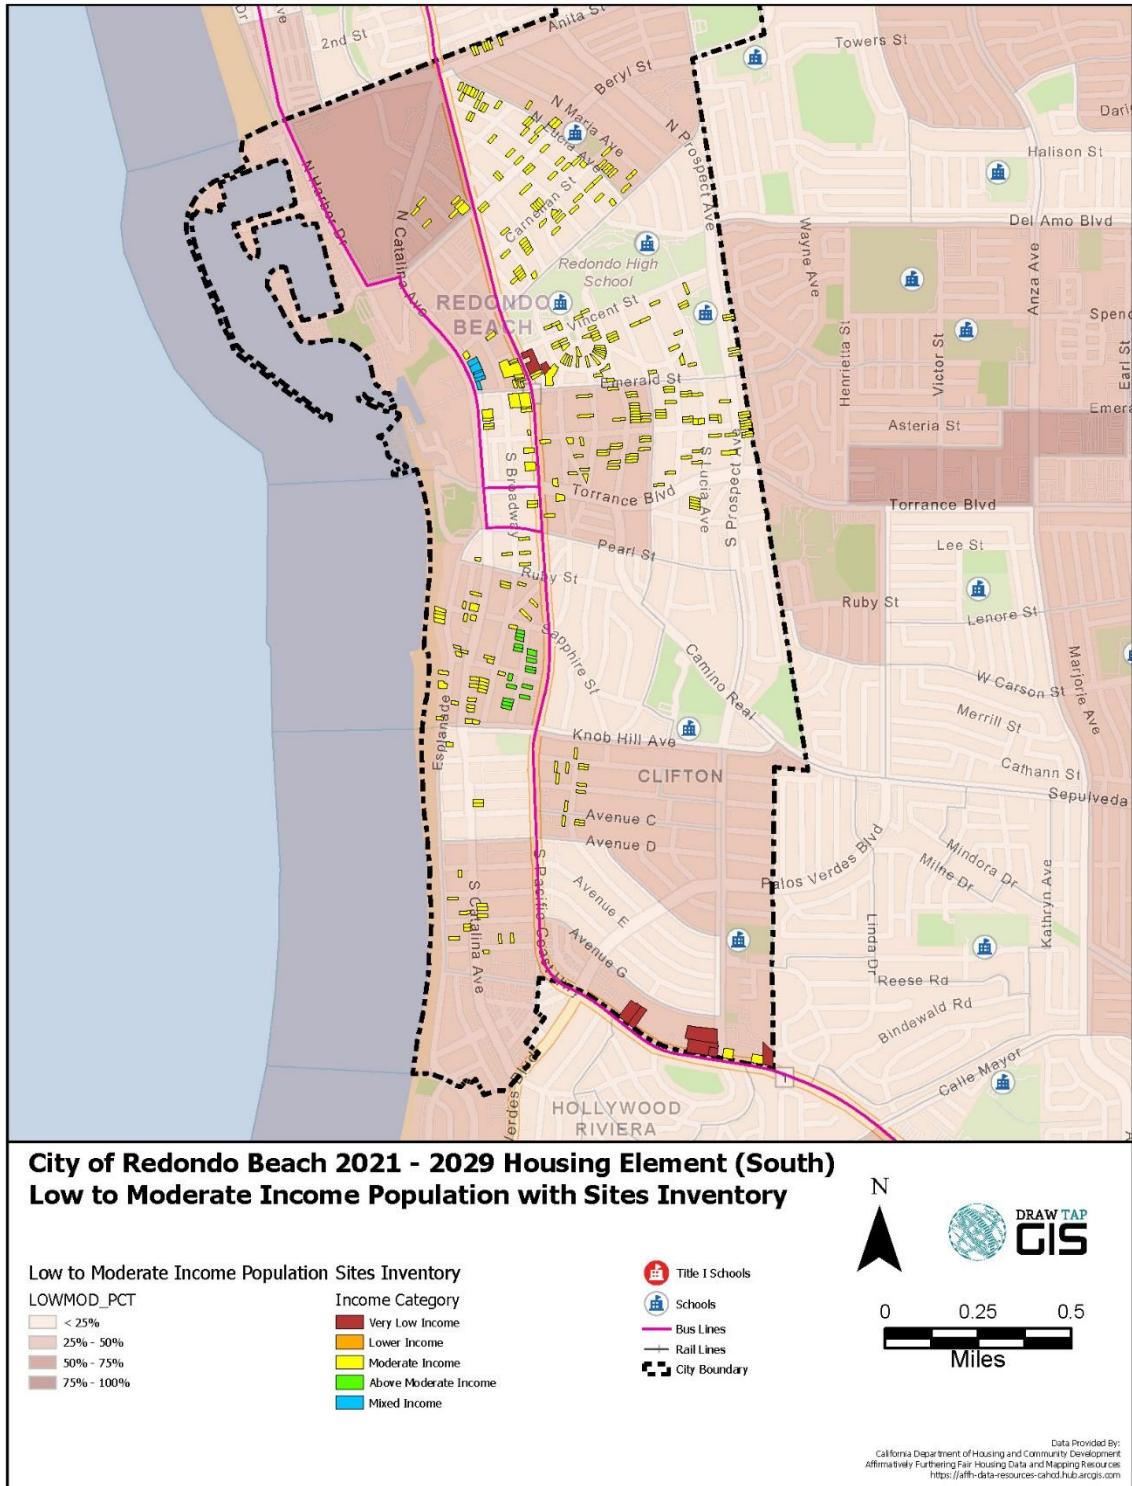 Anita St
2nd St
Dr
Ave
Towers St
Beryl St
N Maria Ave
N Lucia Ave
N Prospect Ave
Halison St
Del Amo Blvd
N Harbor Dr
N Catalina Ave
Carnelian St
Redondo High
School
Wayne Ave
Anza Ave
REDONDO
BEACH
Vincent St
Henrietta St
Victor St
Earl St
Emerald St
Asteria St
S Broadway
S Lucia Ave
S Prospect Ave
Torrance Blvd
Torrance Blvd
Pearl St
Lee St
Ruby St
Ruby St
Lenore St
Sapphire St
Camino Real
W Carson St
Marjorie Ave
Merrill St
Esplanade
Knob Hill Ave
Cathann St
CLIFTON
Sepulveda
Avenue C
Avenue D
Palos Verdes Blvd
Mindora Dr
Milne Dr
Kathryn Ave
S Catalina Ave
S Pacific Coast
Avenue E
Avenue G
Linda Dr
Reese Rd
Bindewald Rd
Calle Mayor
HOLLYWOOD
RIVIERA
City of Redondo Beach 2021 - 2029 Housing Element (South)
Low to Moderate Income Population with Sites Inventory
N
DRAW TAP
GIS
Low to Moderate Income Population
LOWMOD_PCT
< 25%
25% - 50%
50% - 75%
75% - 100%
Sites Inventory
Income Category
Very Low Income
Lower Income
Moderate Income
Above Moderate Income
Mixed Income
Title I Schools
Schools
Bus Lines
Rail Lines
City Boundary
0 0.25 0.5
Miles
Data Provided By:
California Department of Housing and Community Development
Affirmatively Furthering Fair Housing Data and Mapping Resources
https://affh-data-resources-cahcd.hub.arcgis.com